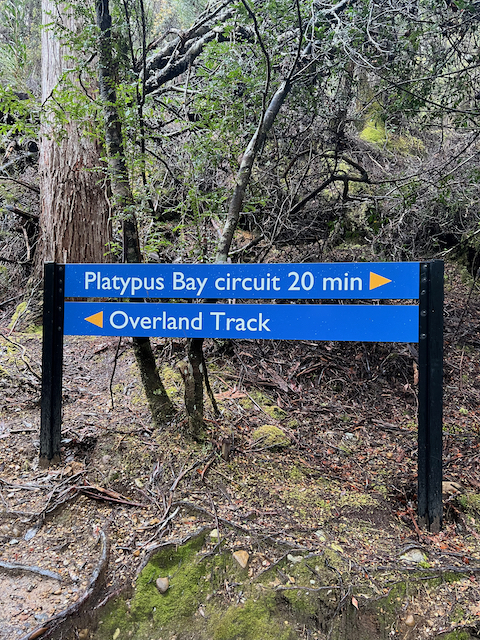 Platypus Bay circuit 20 min
Overland Track